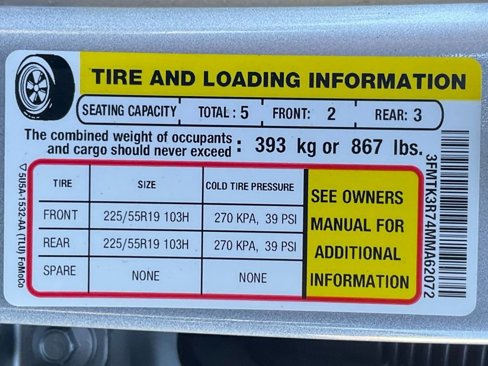 TIRE AND LOADING INFORMATION
SEATING CAPACITY TOTAL : 5 FRONT: 2 REAR: 3
The combined weight of occupants
and cargo should never exceed : 393 kg or 867 lbs.
TIRE SIZE COLD TIRE PRESSURE
FRONT 225/55R19 103H 270 KPA, 39 PSI
REAR 225/55R19 103H 270 KPA, 39 PSI
SPARE NONE NONE
SEE OWNERS
MANUAL FOR
ADDITIONAL
INFORMATION
5U5A-1532-AA (TLU) FoMoCo
3FMTK3R74MMA62072